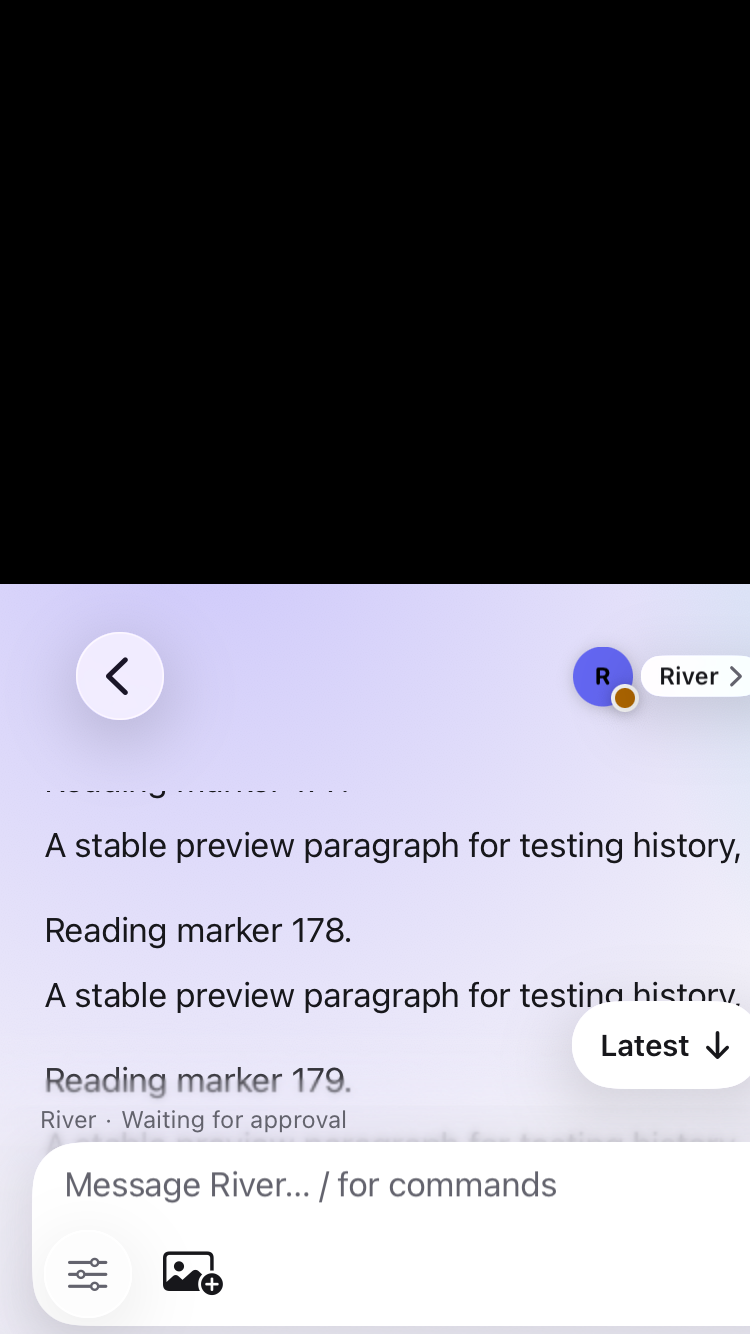 R
River
A stable preview paragraph for testing history,
Reading marker 178.
A stable preview paragraph for testing history,
Latest
Reading marker 179.
River · Waiting for approval
Message River... / for commands